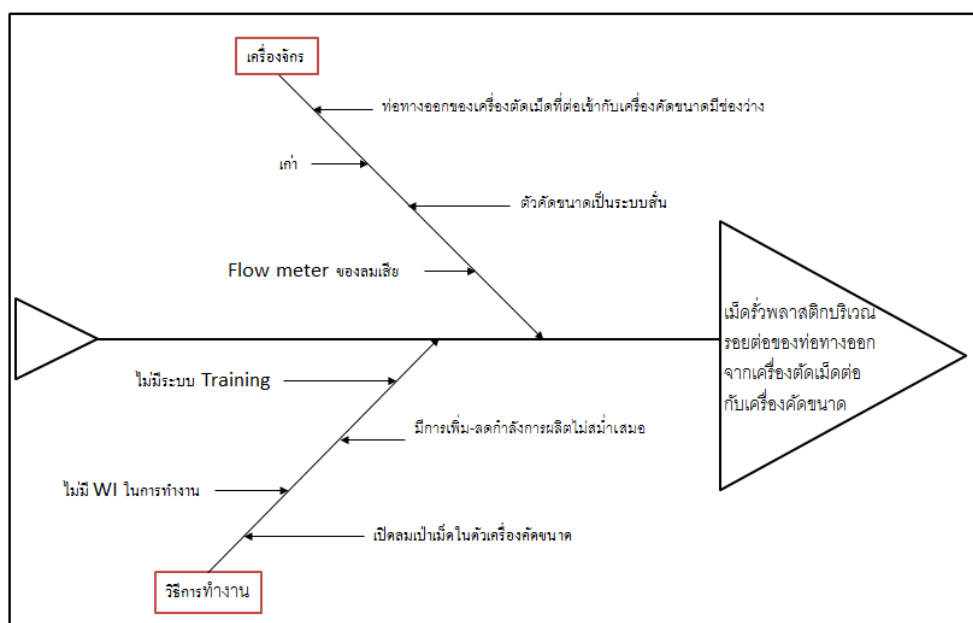 เครื่องจักร
ท่อทางออกของเครื่องตัดเม็ดที่ต่อเข้ากับเครื่องคัดขนาดมีช่องว่าง
เก่า
ตัวคัดขนาดเป็นระบบสั่น
Flow meter ของลมเสีย
เม็ดรั่วพลาสติกบริเวณ
รอยต่อของท่อทางออก
จากเครื่องตัดเม็ดต่อ
กับเครื่องคัดขนาด
ไม่มีระบบ Training
มีการเพิ่ม-ลดกำลังการผลิตไม่สม่ำเสมอ
ไม่มี WI ในการทำงาน
เปิดลมเป่าเม็ดในตัวเครื่องคัดขนาด
วิธีการทำงาน